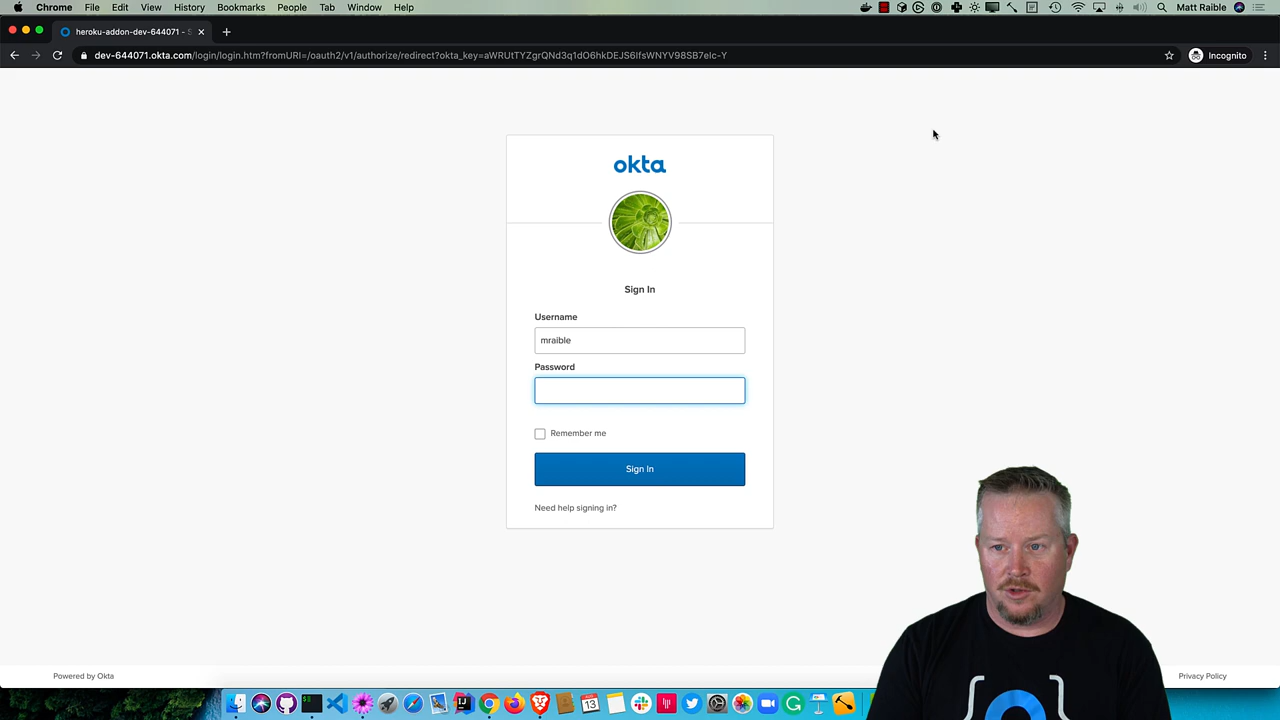 Chrome File Edit View History Bookmarks People Tab Window Help Matt Raible
heroku-addon-dev-644071 - S
dev-644071.okta.com/login/login.htm?fromURI=/oauth2/v1/authorize/redirect?okta_key=aWRUtTYZgrQNd3q1dO6hkDEJS6IfsWNYV98SB7eIc-Y Incognito
okta
Sign In
Username
mraible
Password
Remember me
Sign In
Need help signing in?
Powered by Okta Privacy Policy
13